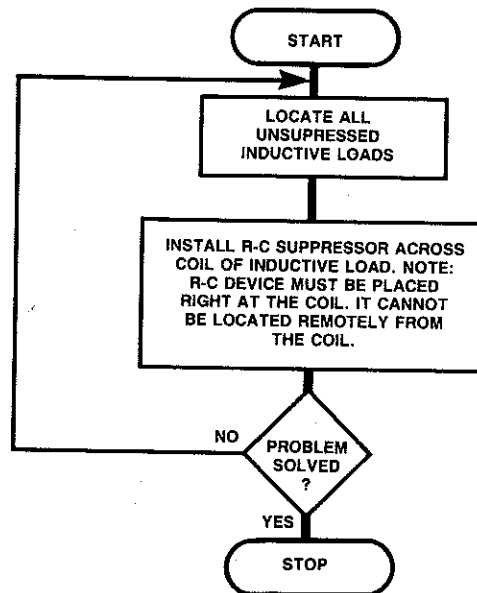 START
LOCATE ALL
UNSUPRESSED
INDUCTIVE LOADS
INSTALL R-C SUPPRESSOR ACROSS
COIL OF INDUCTIVE LOAD. NOTE:
R-C DEVICE MUST BE PLACED
RIGHT AT THE COIL. IT CANNOT
BE LOCATED REMOTELY FROM
THE COIL.
NO
PROBLEM
SOLVED
?
YES
STOP